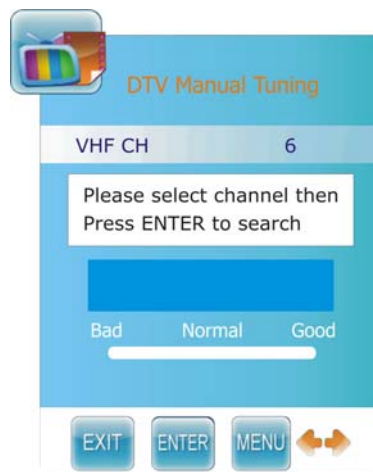 DTV Manual Tuning
VHF CH 6
Please select channel then
Press ENTER to search
Bad Normal Good
EXIT ENTER MENU